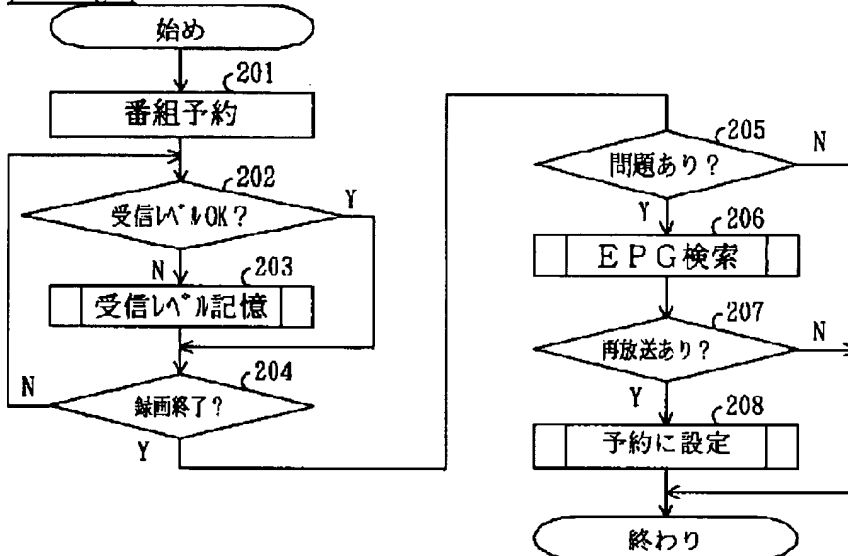 始め
201
番組予約
202
受信レベルOK?
Y
N
203
受信レベル記憶
204
録画終了?
N
Y
205
問題あり?
N
Y
206
EPG検索
207
再放送あり?
N
Y
208
予約に設定
終わり